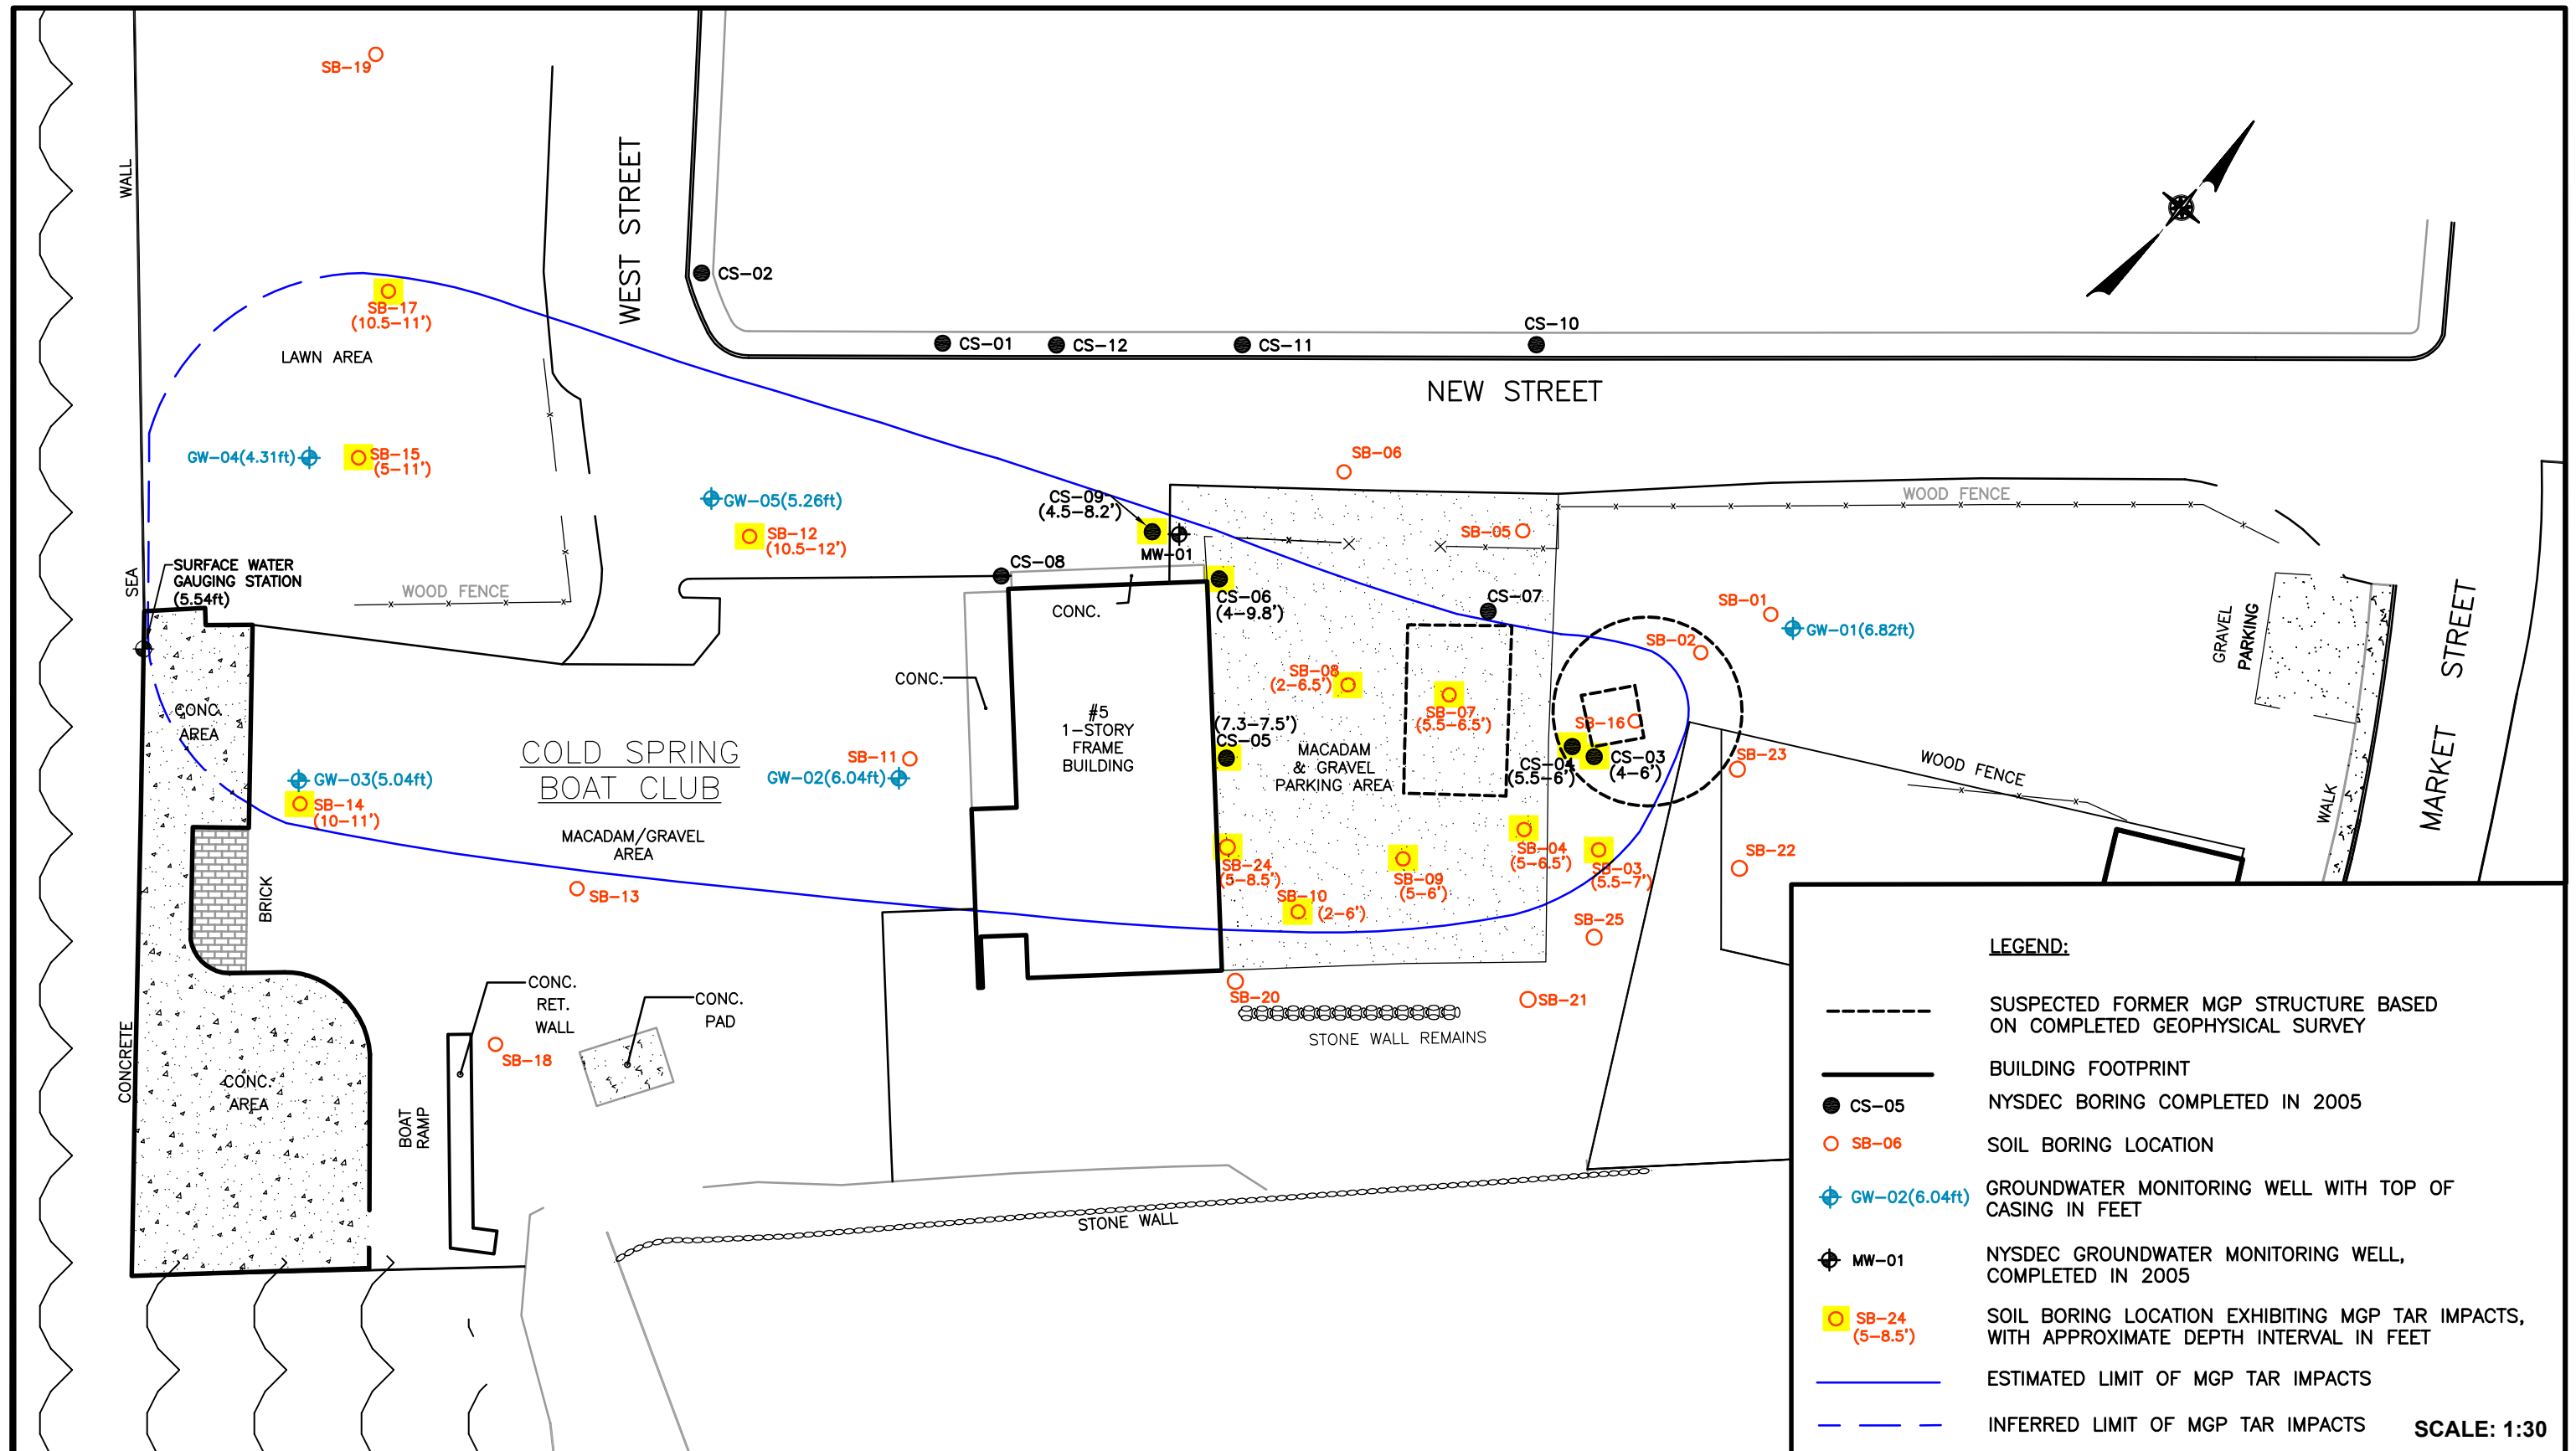 SB-19
WALL
WEST STREET
CS-02
CS-01
CS-12
CS-11
CS-10
NEW STREET
SB-17
(10.5-11')
LAWN AREA
GW-04(4.31ft)
SB-15
(5-11')
GW-05(5.26ft)
SB-12
(10.5-12')
CS-09
(4.5-8.2')
MW-01
SB-06
SB-05
WOOD FENCE
SURFACE WATER
GAUGING STATION
(5.54ft)
SEA
WOOD FENCE
CS-08
CONC.
CS-06
(4-9.8')
CS-07
SB-01
GW-01(6.82ft)
SB-02
GRAVEL
PARKING
MARKET STREET
CONC.
AREA
CONC.
#5
1-STORY
FRAME
BUILDING
SB-08
(2-6.5')
SB-07
(5.5-6.5')
SB-16
(7.3-7.5')
CS-05
MACADAM
& GRAVEL
PARKING AREA
CS-04
(5.5-6')
CS-03
(4-6')
SB-23
WOOD FENCE
WALK
COLD SPRING
BOAT CLUB
SB-11
GW-02(6.04ft)
GW-03(5.04ft)
SB-14
(10-11')
MACADAM/GRAVEL
AREA
SB-13
BRICK
SB-24
(5-8.5')
SB-10
(2-6')
SB-09
(5-6')
SB-04
(5-6.5')
SB-03
(5.5-7')
SB-22
SB-25
SB-20
SB-21
STONE WALL REMAINS
CONC.
RET.
WALL
CONC.
PAD
SB-18
CONCRETE
CONC.
AREA
BOAT
RAMP
STONE WALL
LEGEND:
SUSPECTED FORMER MGP STRUCTURE BASED
ON COMPLETED GEOPHYSICAL SURVEY
BUILDING FOOTPRINT
CS-05 NYSDEC BORING COMPLETED IN 2005
SB-06 SOIL BORING LOCATION
GW-02(6.04ft) GROUNDWATER MONITORING WELL WITH TOP OF
CASING IN FEET
MW-01 NYSDEC GROUNDWATER MONITORING WELL,
COMPLETED IN 2005
SB-24 SOIL BORING LOCATION EXHIBITING MGP TAR IMPACTS,
(5-8.5') WITH APPROXIMATE DEPTH INTERVAL IN FEET
ESTIMATED LIMIT OF MGP TAR IMPACTS
INFERRED LIMIT OF MGP TAR IMPACTS
SCALE: 1:30